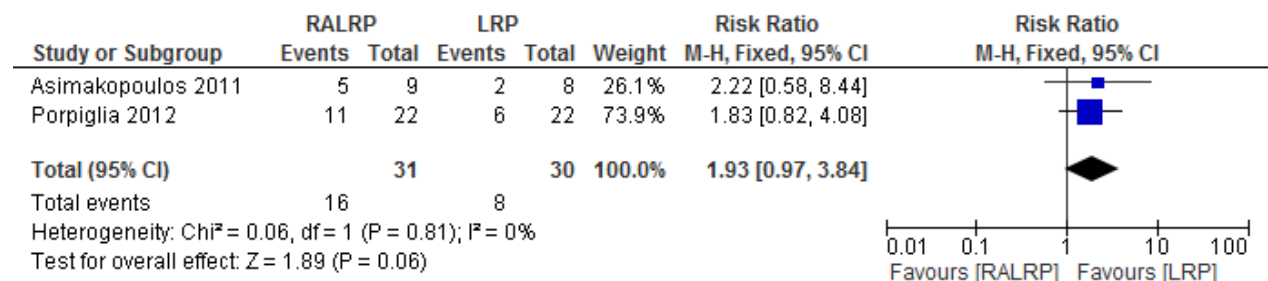 RALRP LRP Risk Ratio Risk Ratio
Study or Subgroup Events Total Events Total Weight M-H, Fixed, 95% CI M-H, Fixed, 95% CI
Asimakopoulos 2011 5 9 2 8 26.1% 2.22 [0.58, 8.44]
Porpiglia 2012 11 22 6 22 73.9% 1.83 [0.82, 4.08]
Total (95% CI) 31 30 100.0% 1.93 [0.97, 3.84]
Total events 16 8
Heterogeneity: Chi² = 0.06, df = 1 (P = 0.81); I² = 0%
Test for overall effect: Z = 1.89 (P = 0.06)
0.01 0.1 1 10 100
Favours [RALRP] Favours [LRP]